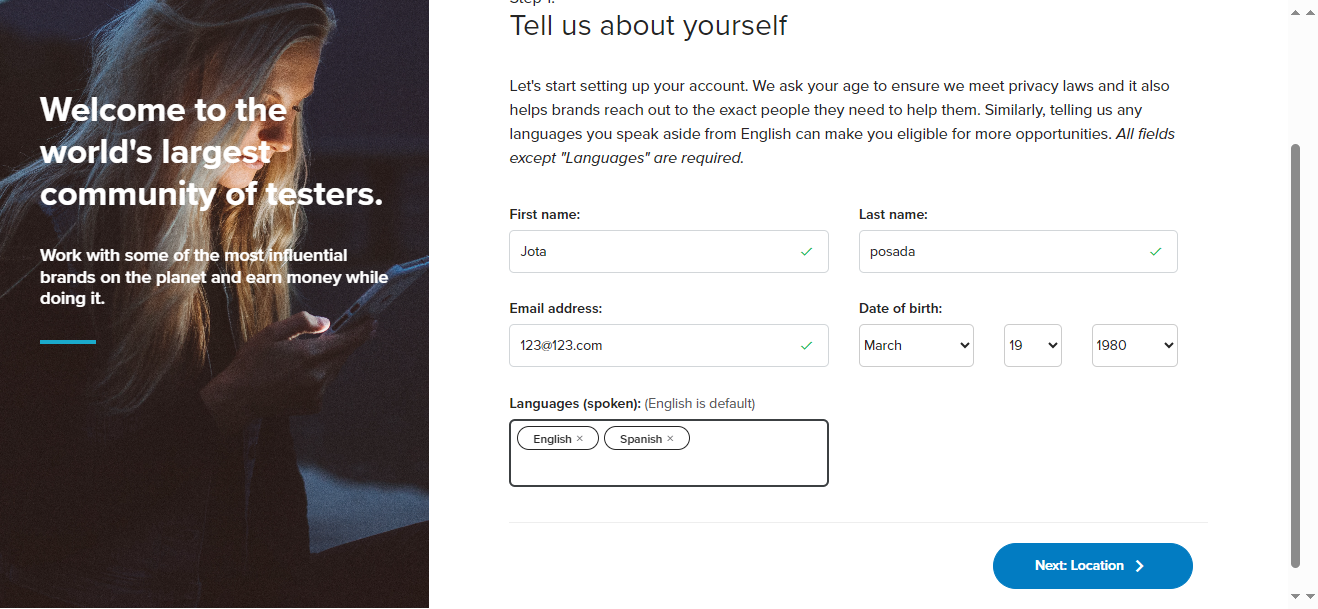 Welcome to the
world's largest
community of testers.
Work with some of the most influential
brands on the planet and earn money while
doing it.
Step 1:
Tell us about yourself
Let's start setting up your account. We ask your age to ensure we meet privacy laws and it also
helps brands reach out to the exact people they need to help them. Similarly, telling us any
languages you speak aside from English can make you eligible for more opportunities. All fields
except "Languages" are required.
First name:
Last name:
Jota
posada
Email address:
Date of birth:
123@123.com
March
19
1980
Languages (spoken): (English is default)
English ×
Spanish ×
Next: Location